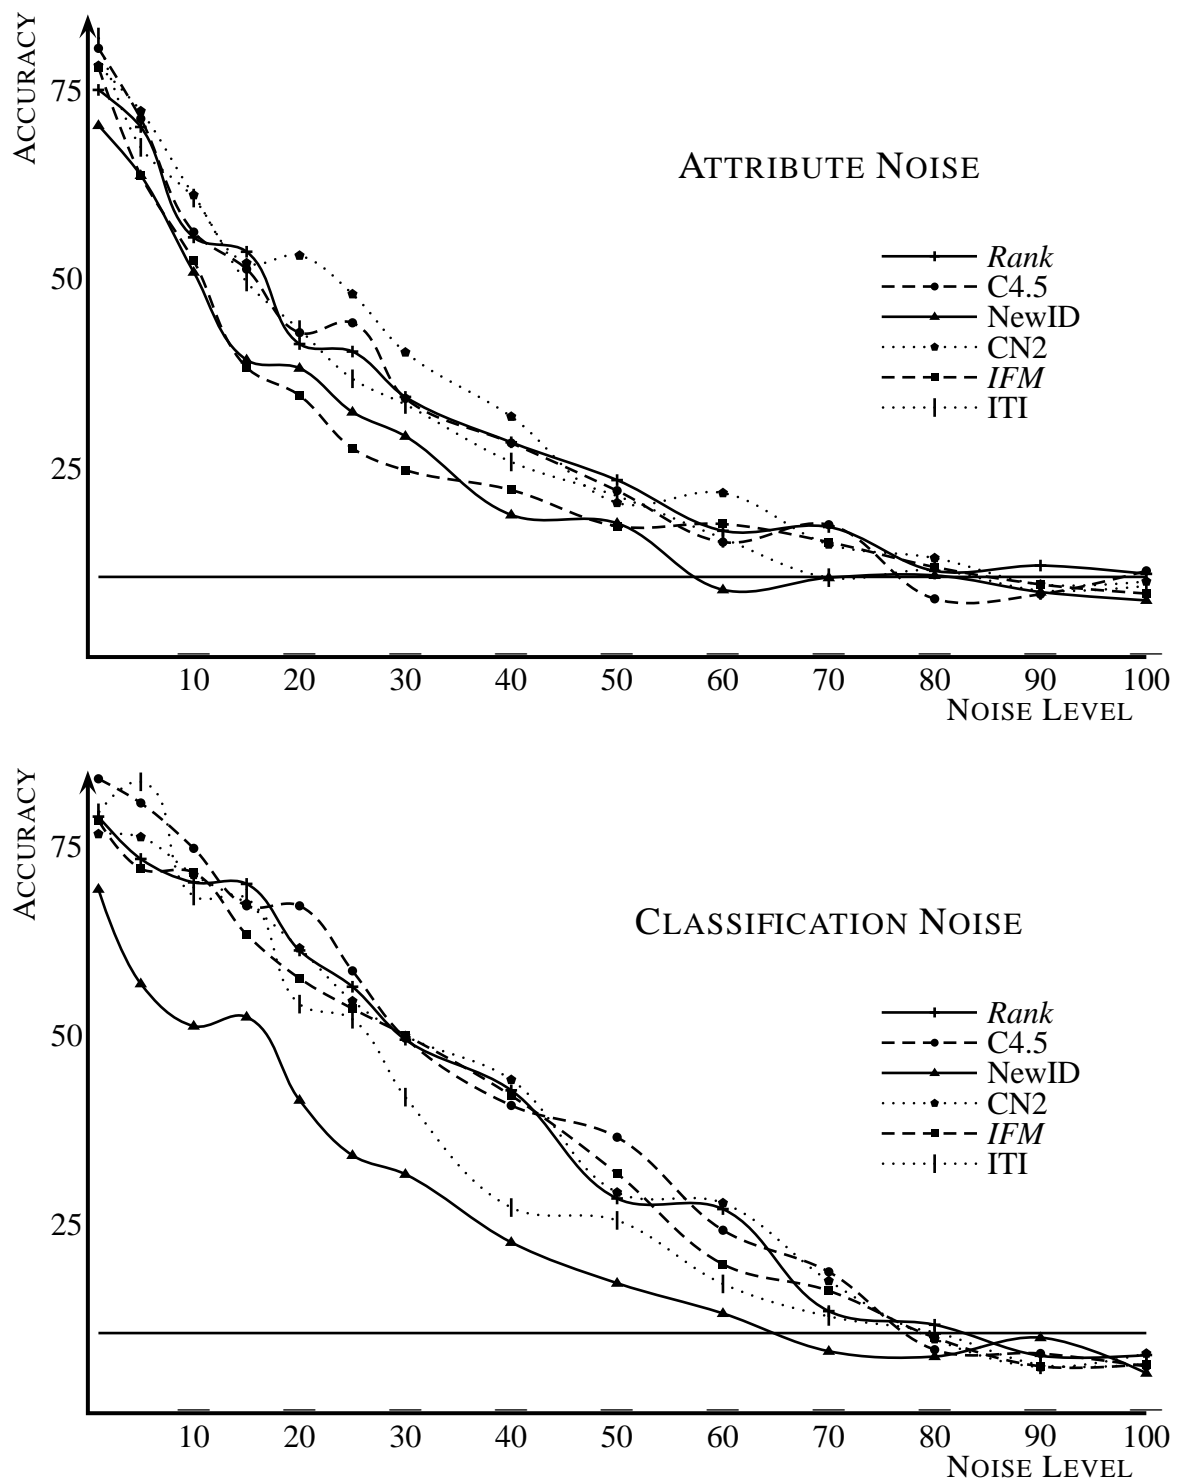 ACCURACY
75
50
25
ATTRIBUTE NOISE
Rank
C4.5
NewID
CN2
IFM
ITI
10 20 30 40 50 60 70 80 90 100
NOISE LEVEL
ACCURACY
75
50
25
CLASSIFICATION NOISE
Rank
C4.5
NewID
CN2
IFM
ITI
10 20 30 40 50 60 70 80 90 100
NOISE LEVEL